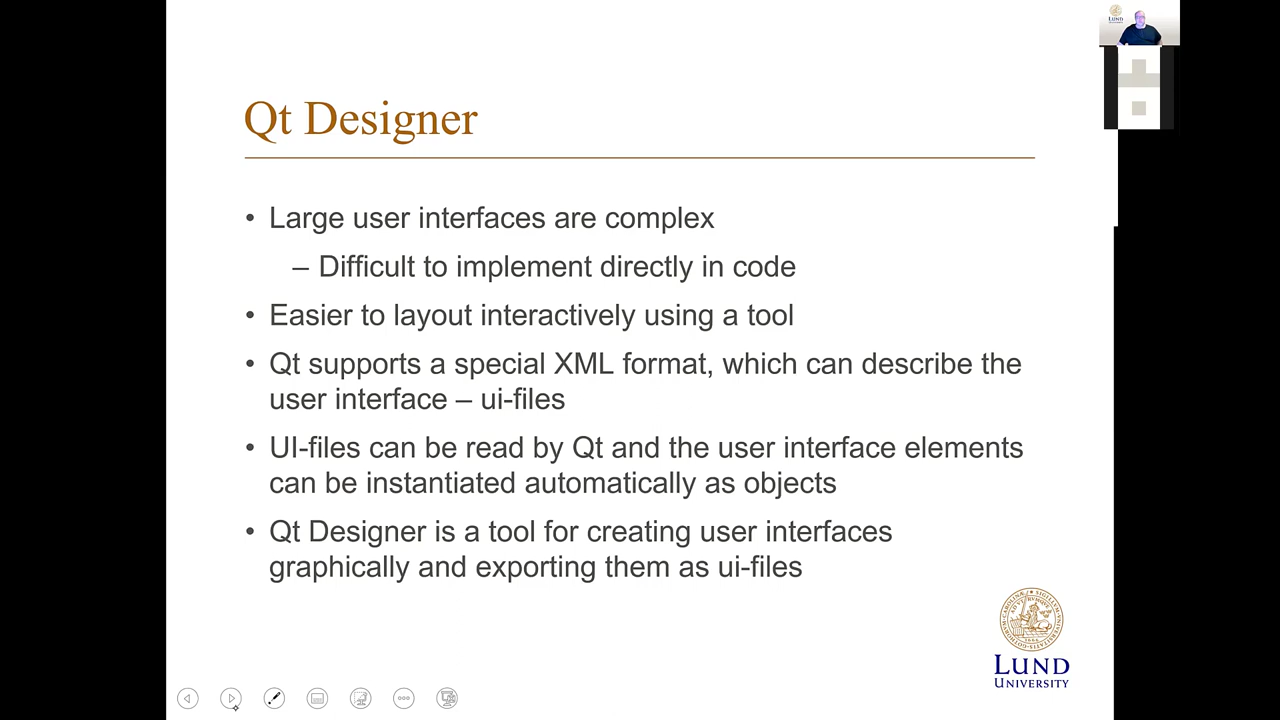 LUND
Qt Designer
• Large user interfaces are complex
– Difficult to implement directly in code
• Easier to layout interactively using a tool
• Qt supports a special XML format, which can describe the
user interface – ui-files
• UI-files can be read by Qt and the user interface elements
can be instantiated automatically as objects
• Qt Designer is a tool for creating user interfaces
graphically and exporting them as ui-files
LUND
UNIVERSITY